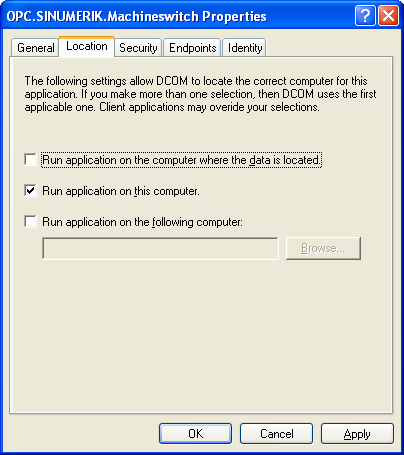 OPC.SINUMERIK.Machineswitch Properties
General Location Security Endpoints Identity
The following settings allow DCOM to locate the correct computer for this
application. If you make more than one selection, then DCOM uses the first
applicable one. Client applications may overide your selections.
Run application on the computer where the data is located.
Run application on this computer.
Run application on the following computer:
Browse...
OK Cancel Apply